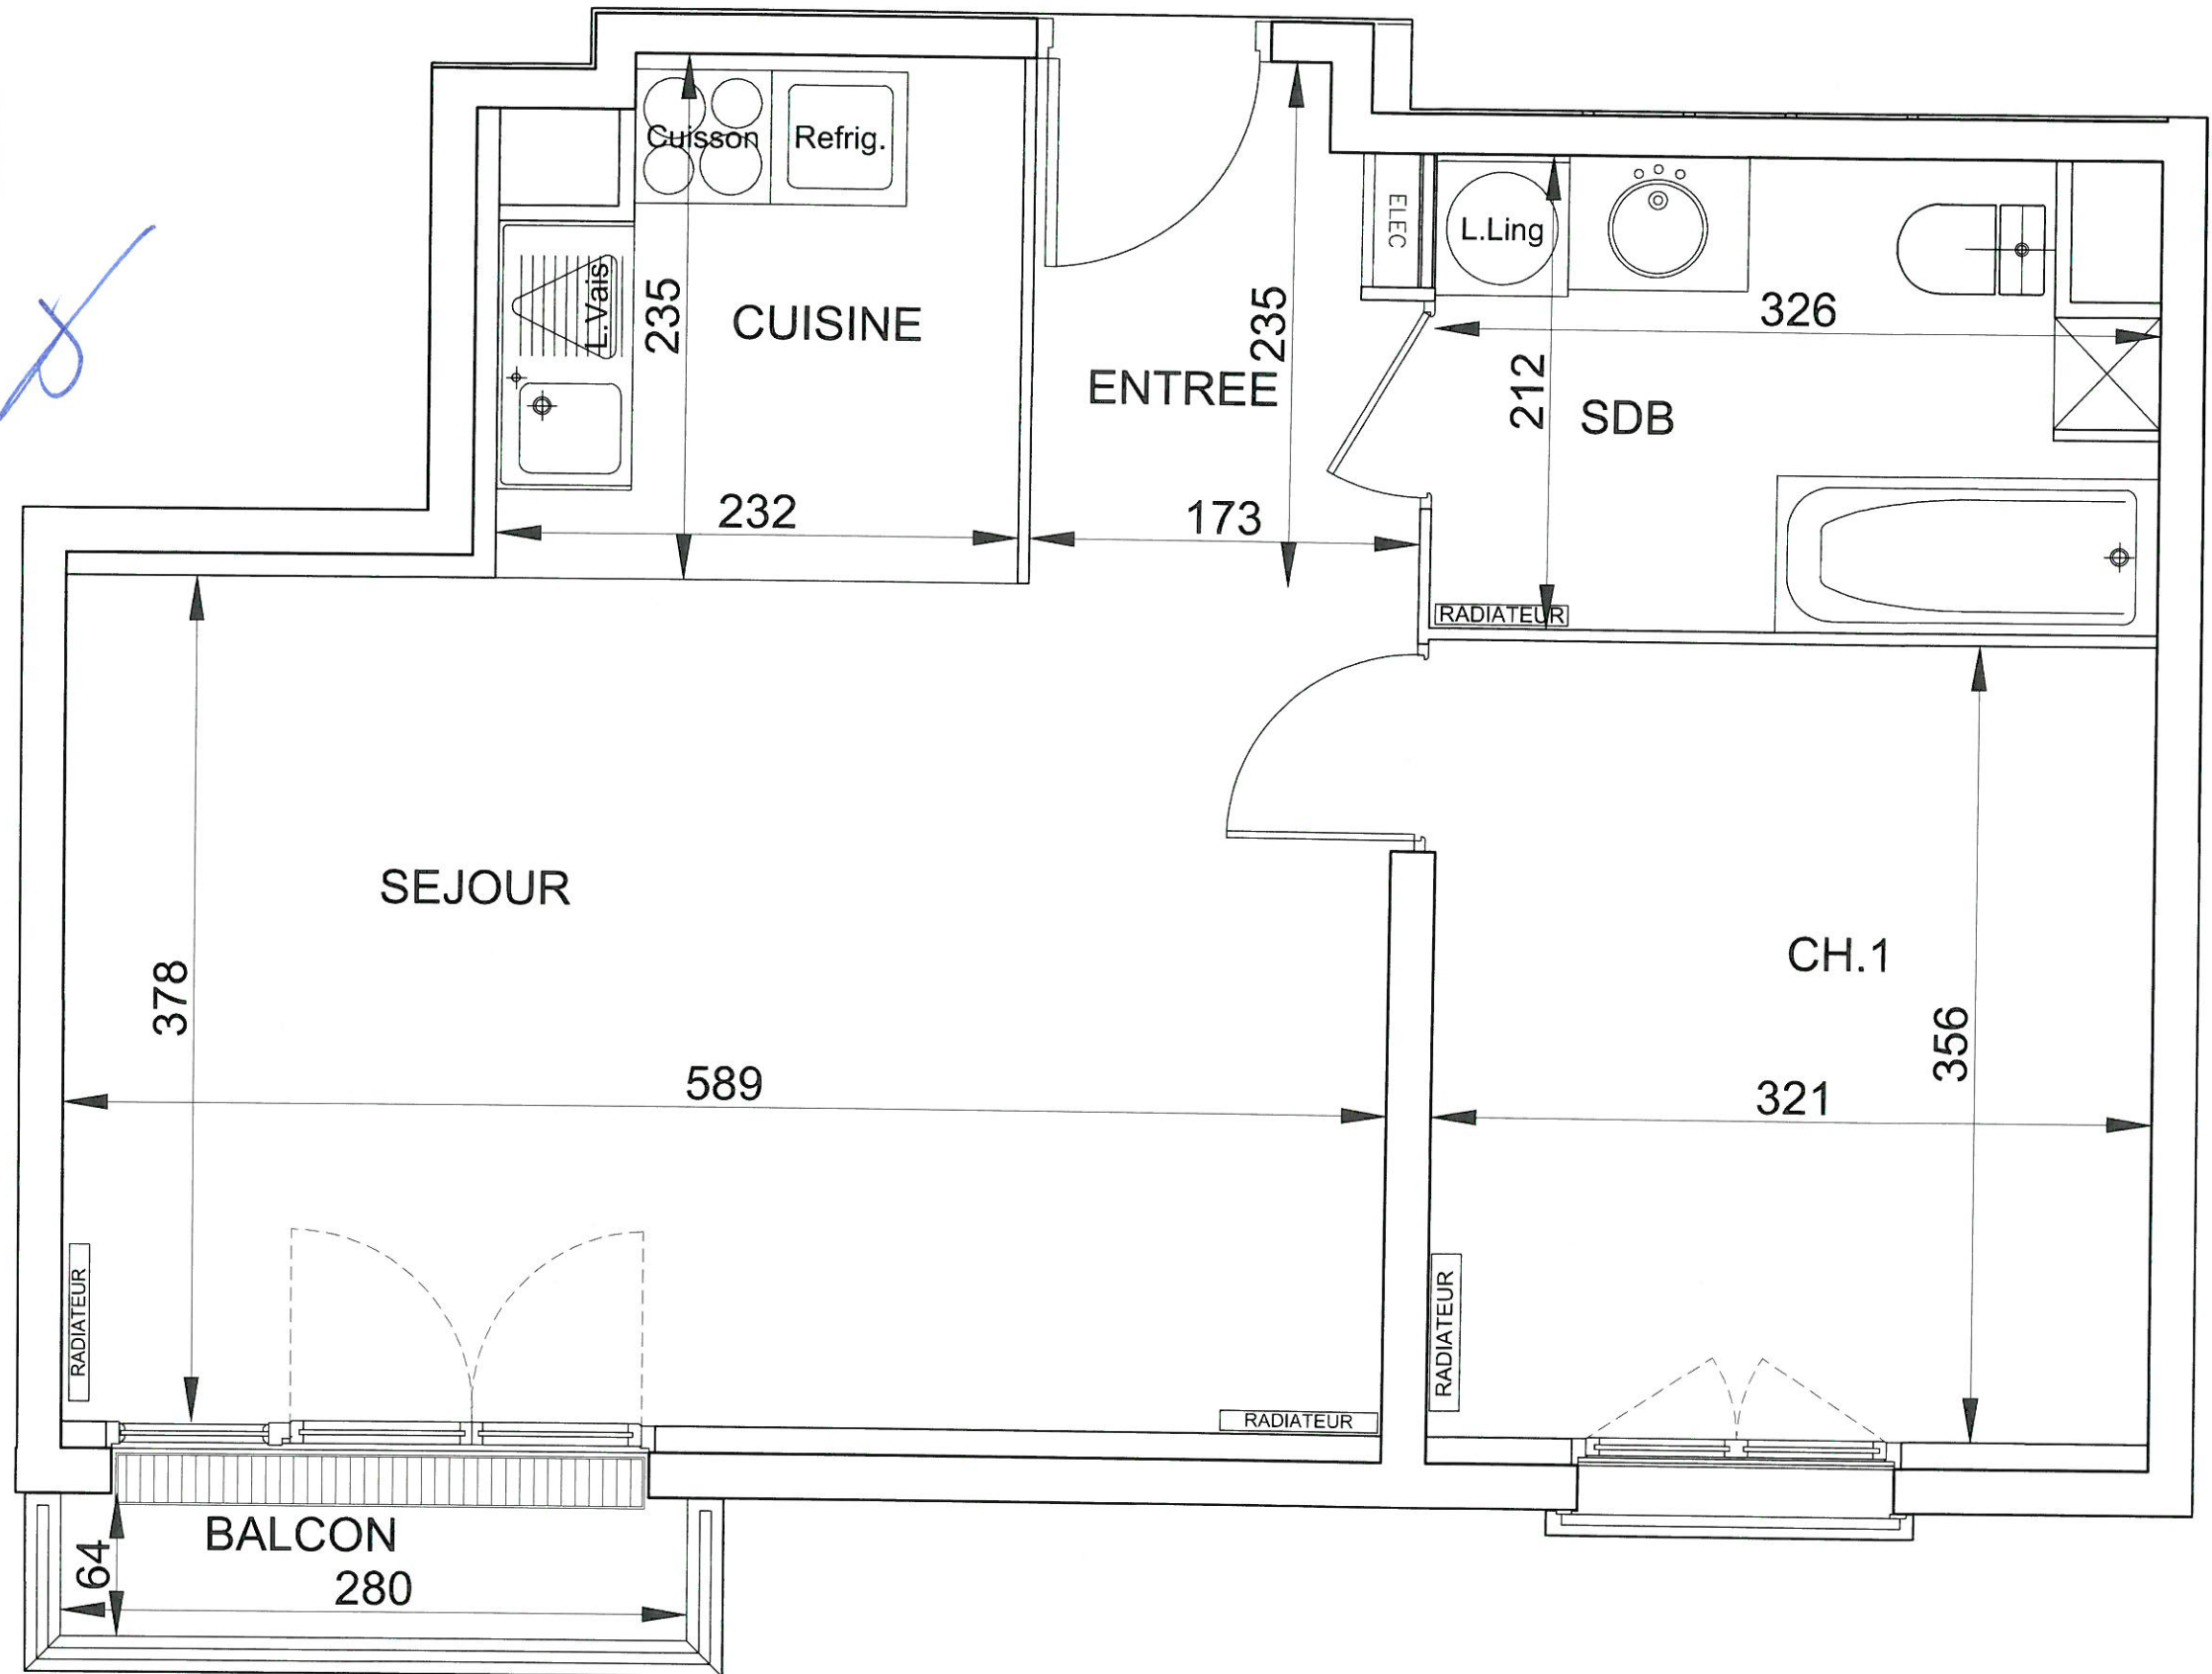 Cuisson
Refrig.
ELEC
L.Ling
L.Vais
235
CUISINE
235
ENTREE
326
212
SDB
232
173
RADIATEUR
SEJOUR
CH.1
378
589
356
321
RADIATEUR
RADIATEUR
RADIATEUR
BALCON
64
280